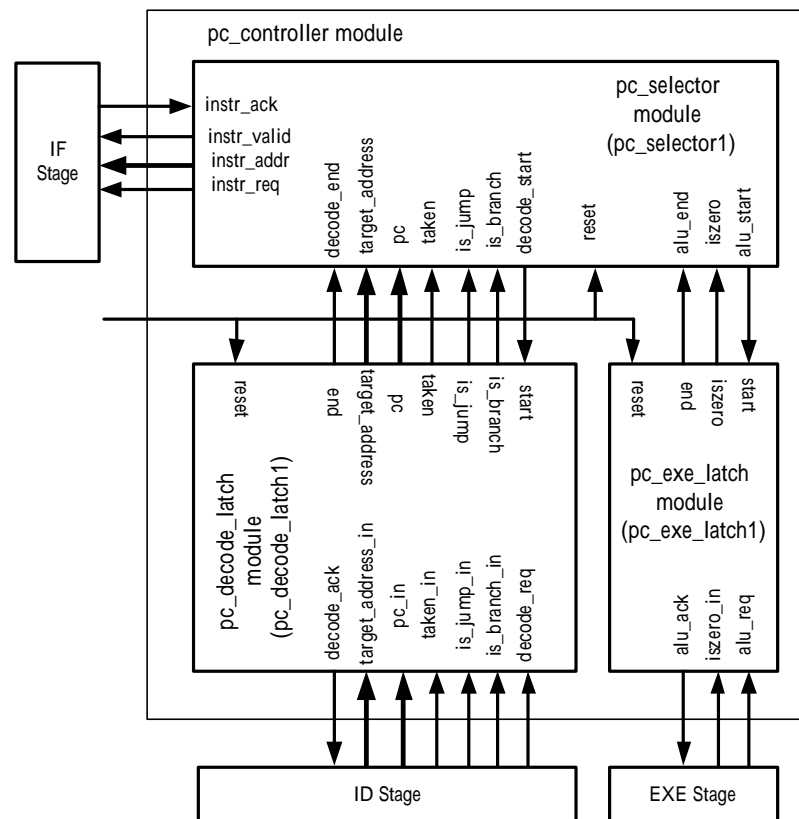 pc_controller module
IF
Stage
instr_ack
instr_valid
instr_addr
instr_req
pc_selector
module
(pc_selector1)
decode_end
target_address
pc
taken
is_jump
is_branch
decode_start
reset
alu_end
iszero
alu_start
reset
end
target_address
pc
taken
is_jump
is_branch
start
pc_decode_latch
module
(pc_decode_latch1)
decode_ack
target_address_in
pc_in
taken_in
is_jump_in
is_branch_in
decode_req
reset
end
iszero
start
pc_exe_latch
module
(pc_exe_latch1)
alu_ack
iszero_in
alu_req
ID Stage
EXE Stage